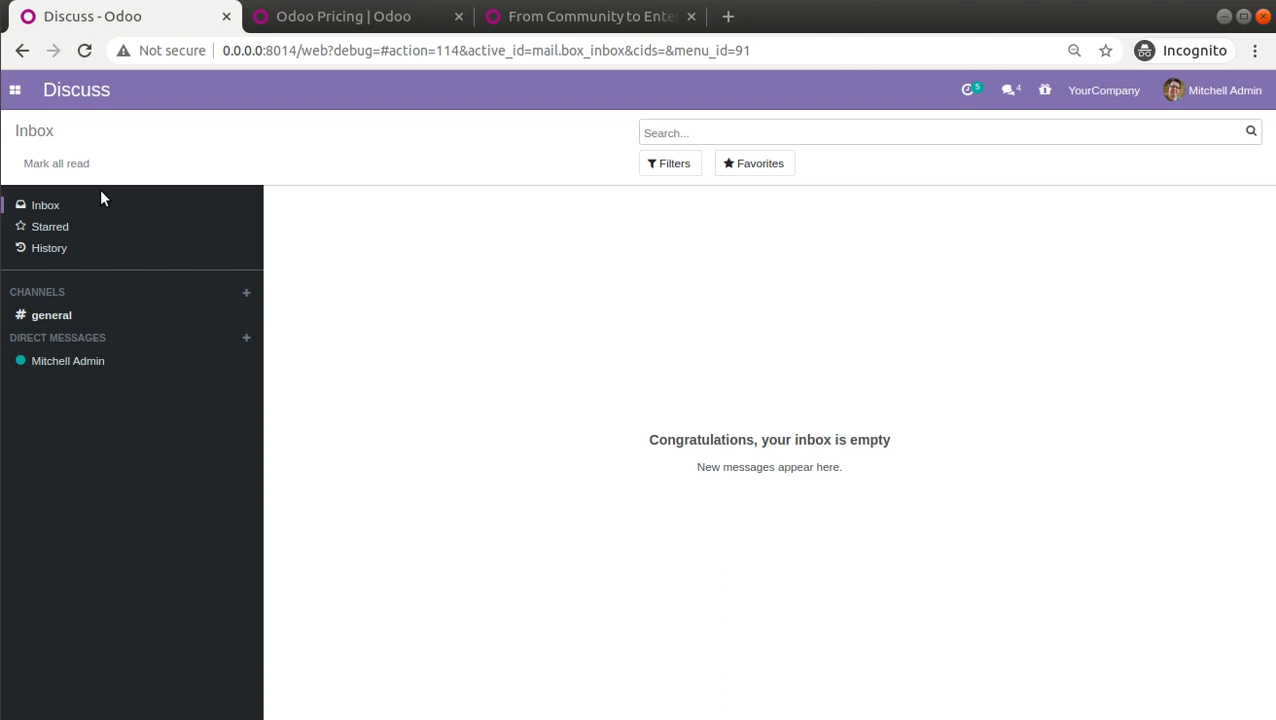 Discuss - Odoo
Odoo Pricing | Odoo
From Community to Ente
Not secure
0.0.0.0:8014/web?debug=#action=114&active_id=mail.box_inbox&cids=&menu_id=91
Incognito
Discuss
5
4
YourCompany
Mitchell Admin
Inbox
Search...
Mark all read
Filters
Favorites
Inbox
Starred
History
CHANNELS
# general
DIRECT MESSAGES
Mitchell Admin
Congratulations, your inbox is empty
New messages appear here.